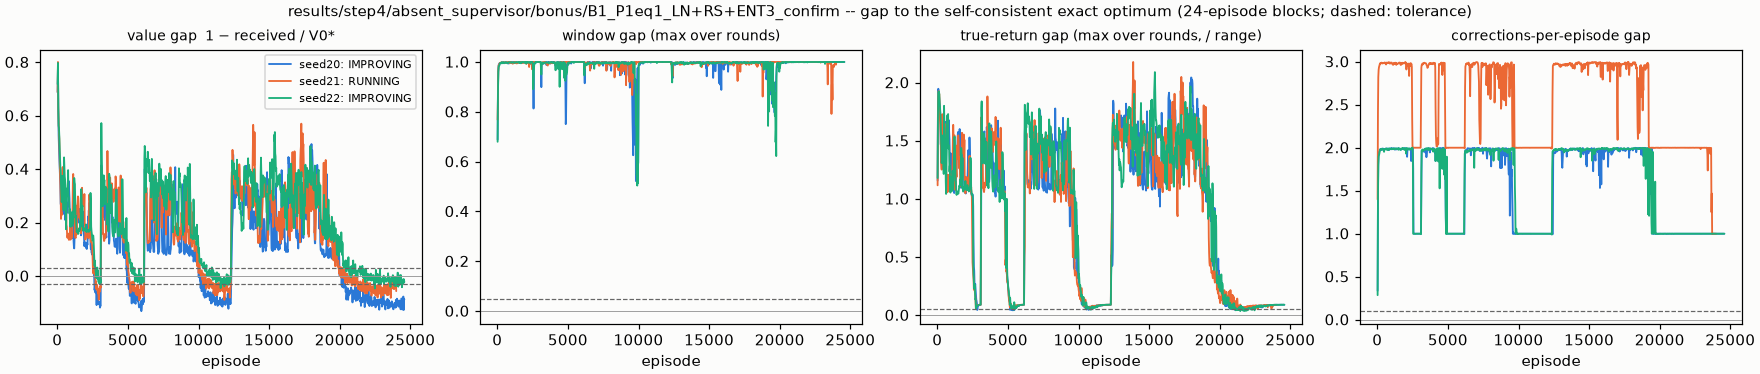 results/step4/absent_supervisor/bonus/B1_P1eq1_LN+RS+ENT3_confirm -- gap to the self-consistent exact optimum (24-episode blocks; dashed: tolerance)
value gap 1 − received / V0*
0.8
0.6
0.4
0.2
0.0
seed20: IMPROVING
seed21: RUNNING
seed22: IMPROVING
0 5000 10000 15000 20000 25000
episode
window gap (max over rounds)
1.0
0.8
0.6
0.4
0.2
0.0
0 5000 10000 15000 20000 25000
episode
true-return gap (max over rounds, / range)
2.0
1.5
1.0
0.5
0.0
0 5000 10000 15000 20000 25000
episode
corrections-per-episode gap
3.0
2.5
2.0
1.5
1.0
0.5
0.0
0 5000 10000 15000 20000 25000
episode